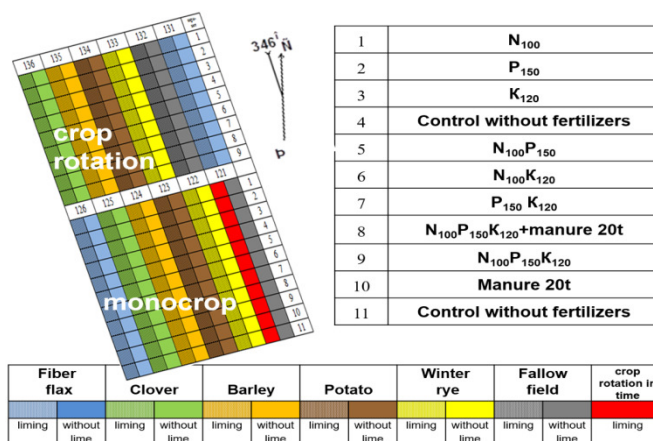 136 135 134 133 132 131
1
2
3
4
5
6
7
8
9
crop
rotation
346
N
126 125 124 123 122 121
1
2
3
4
5
6
7
8
9
10
11
monocrop
1 N₁₀₀
2 P₁₅₀
3 K₁₂₀
4 Control without fertilizers
5 N₁₀₀P₁₅₀
6 N₁₀₀K₁₂₀
7 P₁₅₀ K₁₂₀
8 N₁₀₀P₁₅₀K₁₂₀+manure 20t
9 N₁₀₀P₁₅₀K₁₂₀
10 Manure 20t
11 Control without fertilizers
Fiber
flax
Clover
Barley
Potato
Winter
rye
Fallow
field
crop
rotation in
time
liming
without
lime
liming
without
lime
liming
without
lime
liming
without
lime
liming
without
lime
liming
without
lime
liming